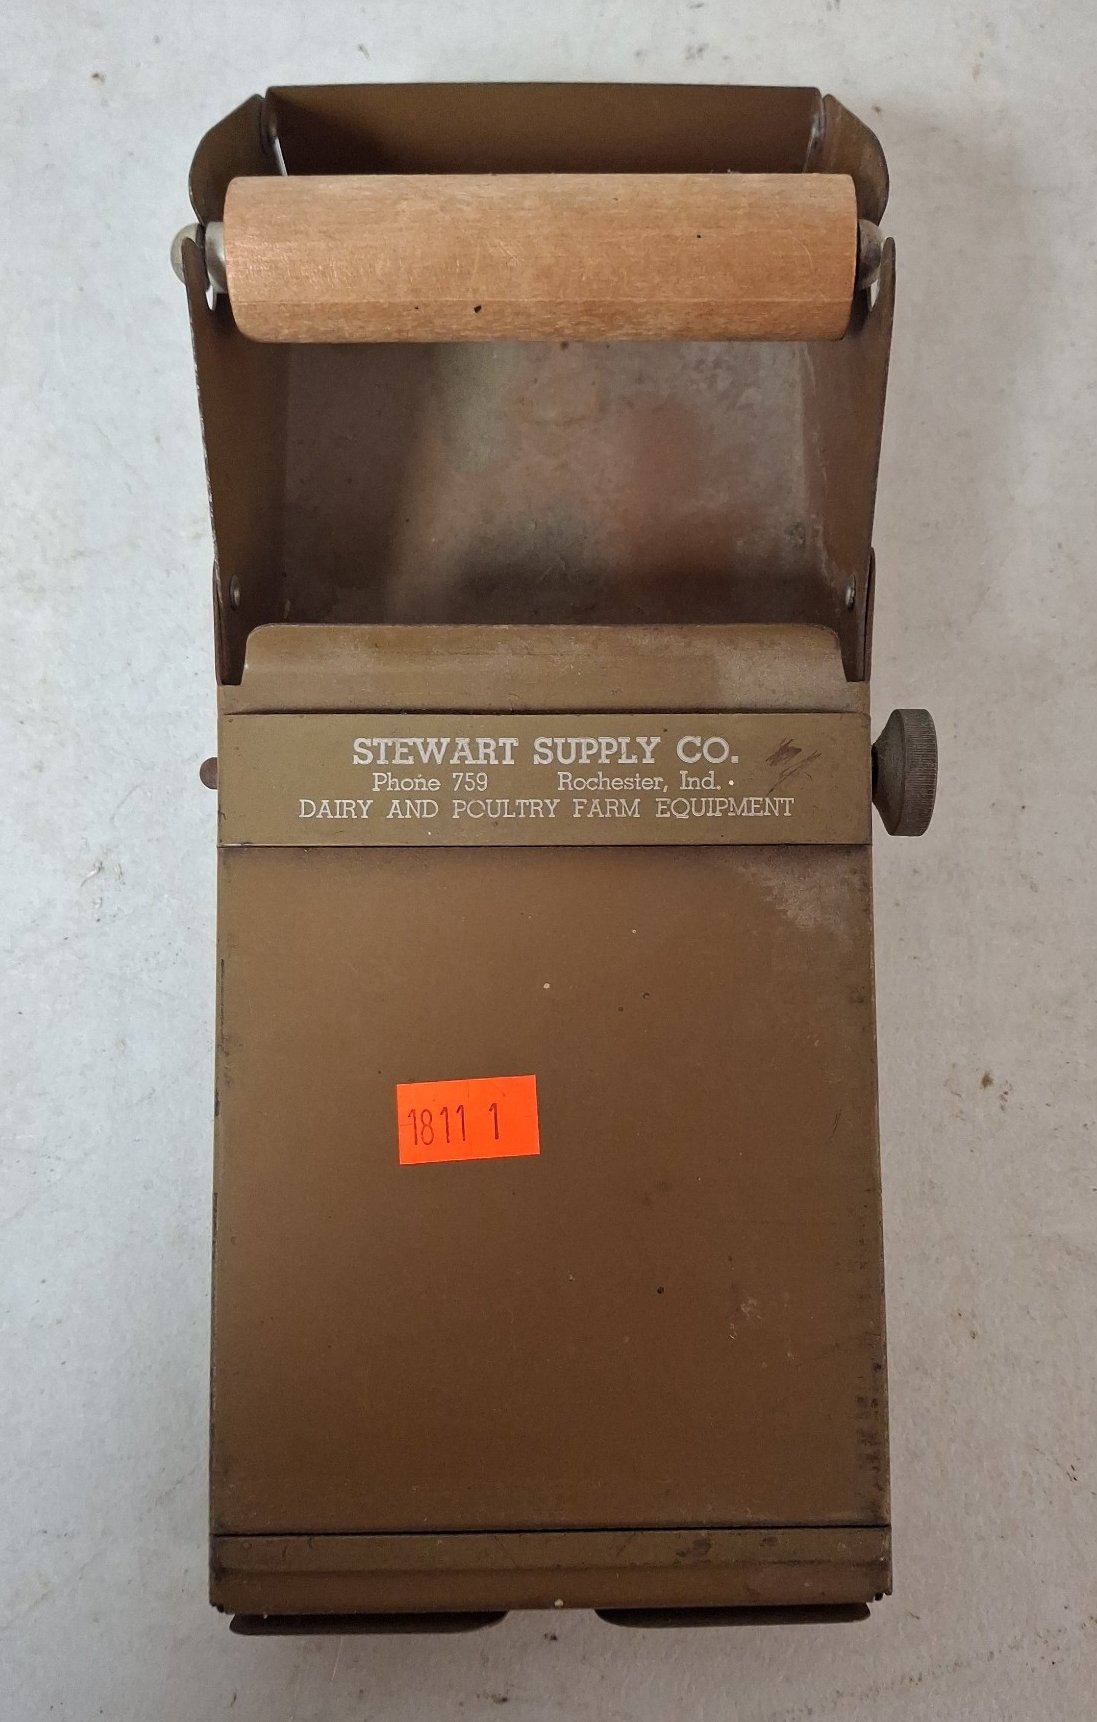 STEWART SUPPLY CO.
Phone 759 Rochester, Ind.
DAIRY AND POULTRY FARM EQUIPMENT
1811 1